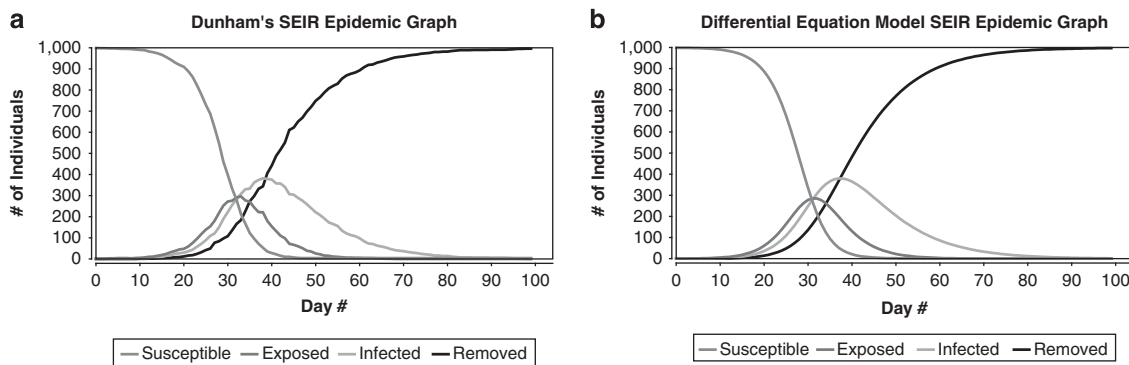 a
Dunham's SEIR Epidemic Graph
# of Individuals
1,000
900
800
700
600
500
400
300
200
100
0
0 10 20 30 40 50 60 70 80 90 100
Day #
Susceptible Exposed Infected Removed
b
Differential Equation Model SEIR Epidemic Graph
# of Individuals
1,000
900
800
700
600
500
400
300
200
100
0
0 10 20 30 40 50 60 70 80 90 100
Day #
Susceptible Exposed Infected Removed